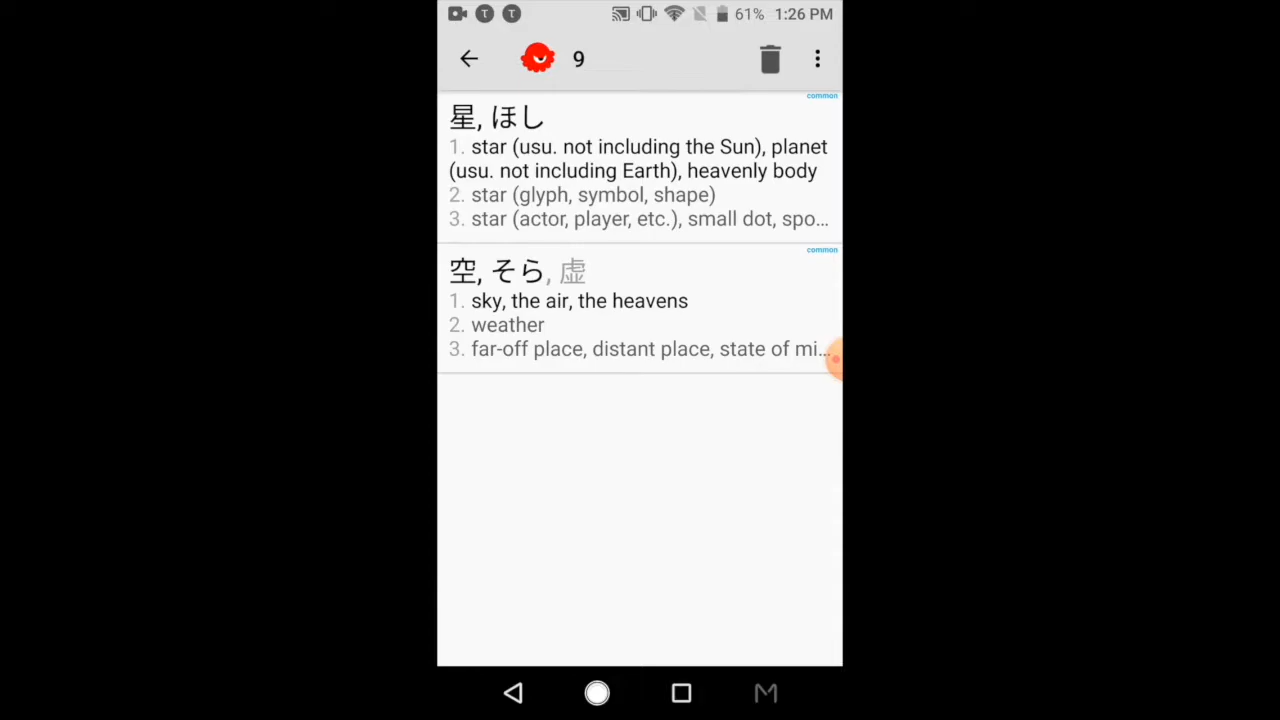 T T 61% 1:26 PM
9
common
星, ほし
1. star (usu. not including the Sun), planet
(usu. not including Earth), heavenly body
2. star (glyph, symbol, shape)
3. star (actor, player, etc.), small dot, spo...
common
空, そら, 虚
1. sky, the air, the heavens
2. weather
3. far-off place, distant place, state of mi...